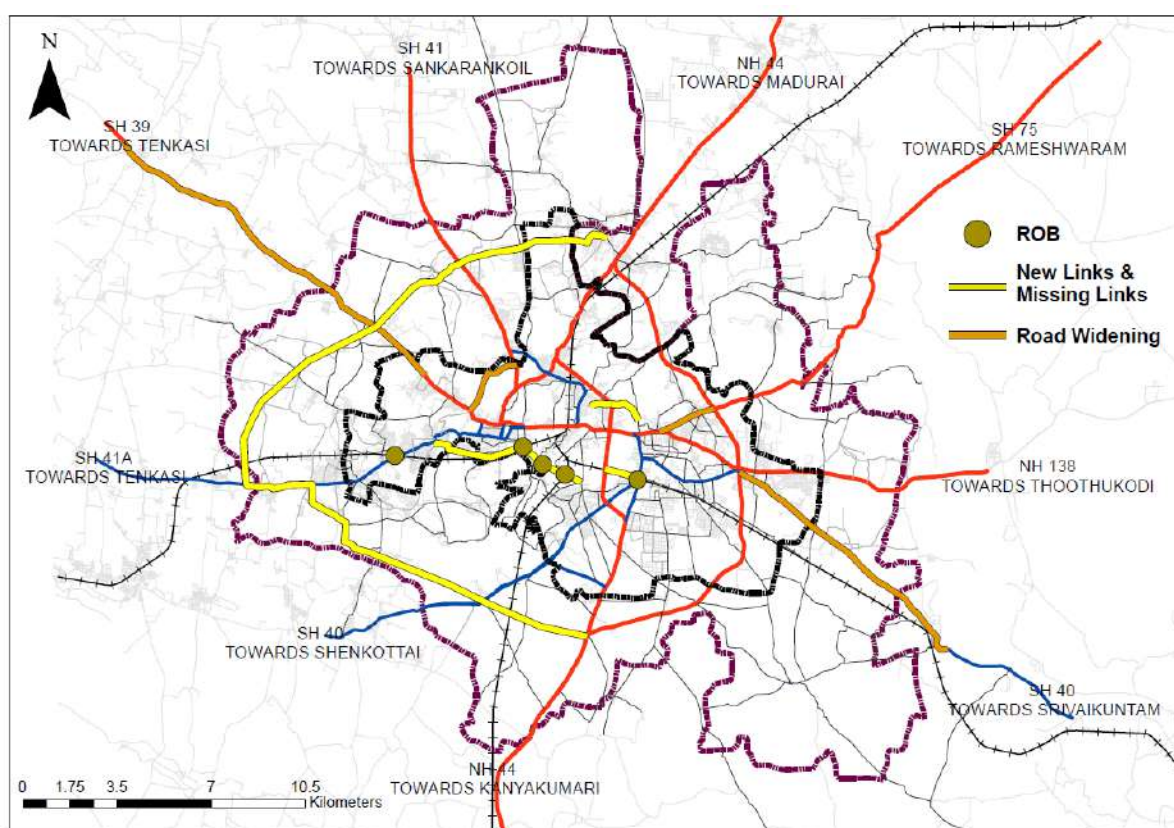 N
SH 41
TOWARDS SANKARANKOIL
NH 44
TOWARDS MADURAI
SH 39
TOWARDS TENKASI
SH 75
TOWARDS RAMESHWARAM
ROB
New Links &
Missing Links
Road Widening
SH 41A
TOWARDS TENKASI
NH 138
TOWARDS THOOTHUKODI
SH 40
TOWARDS SHENKOTTAI
SH 40
TOWARDS SRIVAIKUNTAM
NH 44
TOWARDS KANYAKUMARI
0 1.75 3.5 7 10.5
Kilometers